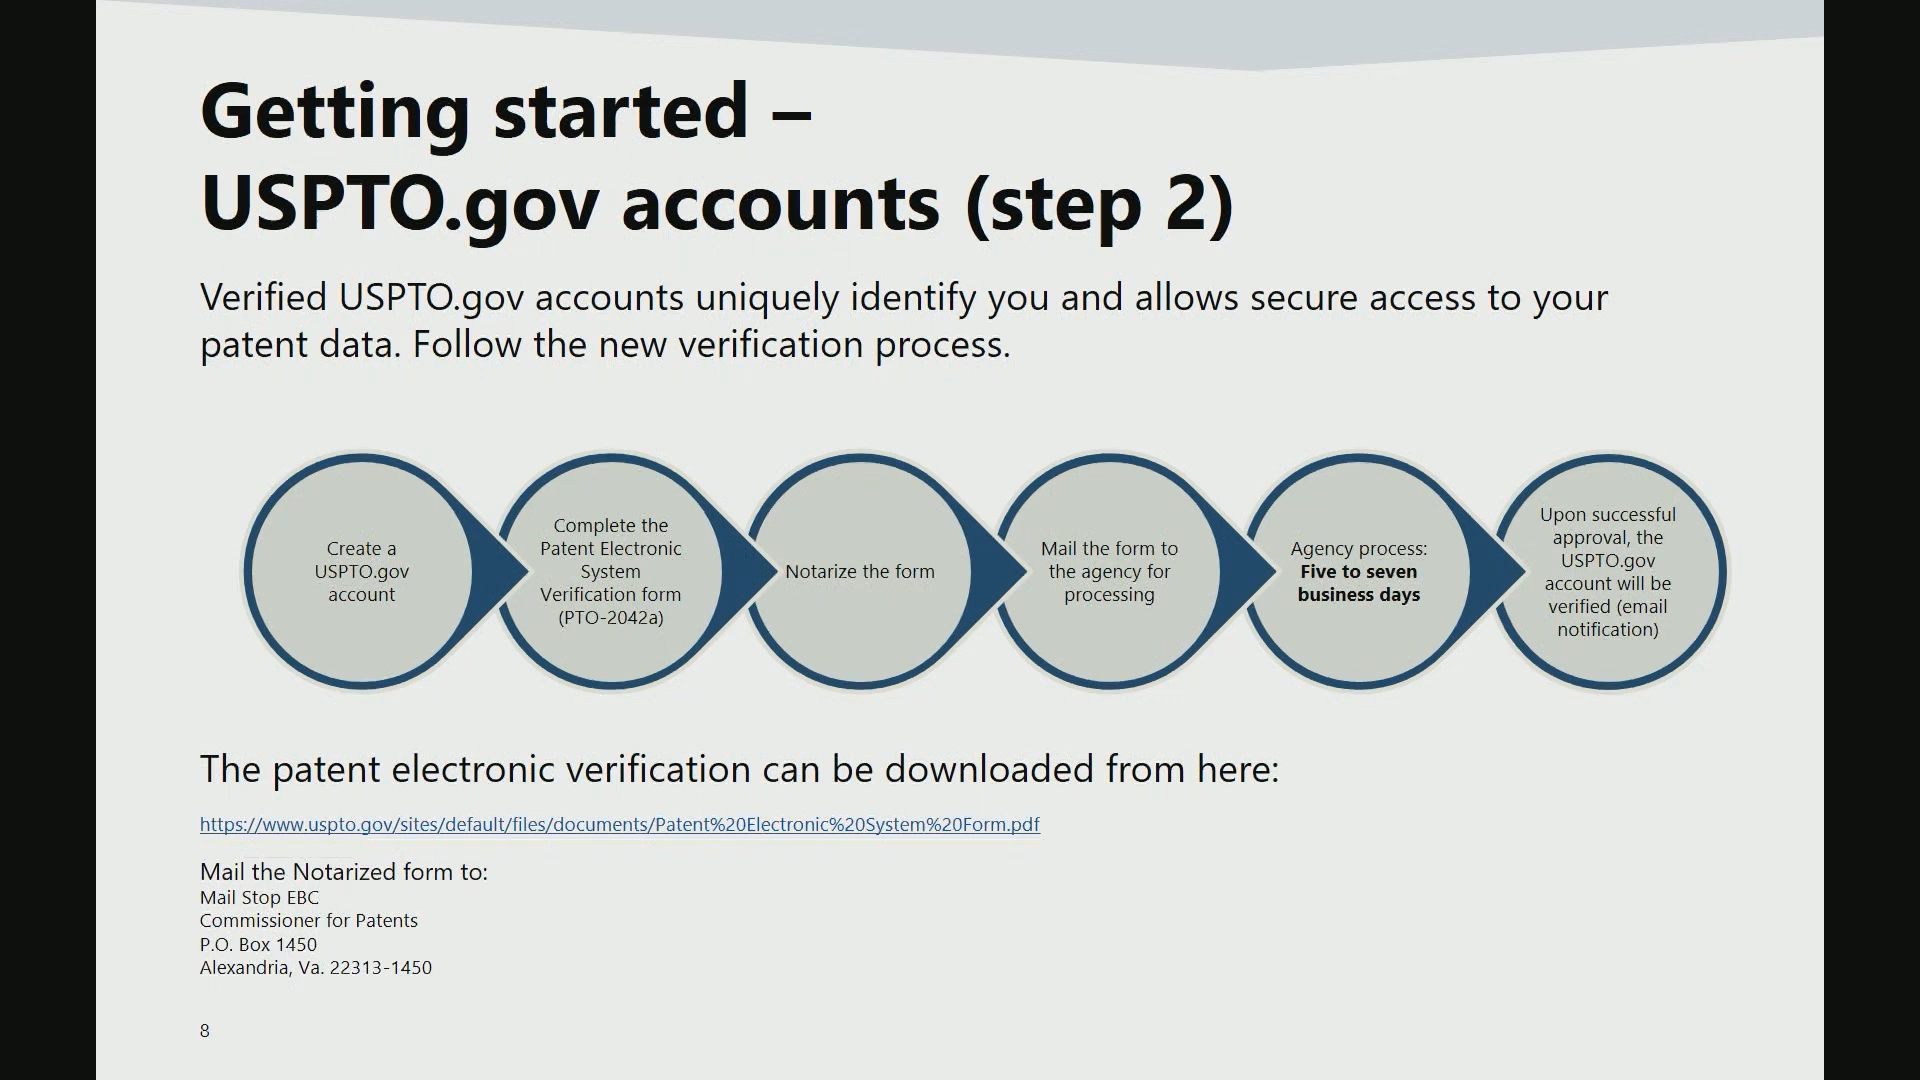 Getting started –
USPTO.gov accounts (step 2)
Verified USPTO.gov accounts uniquely identify you and allows secure access to your
patent data. Follow the new verification process.
Create a
USPTO.gov
account
Complete the
Patent Electronic
System
Verification form
(PTO-2042a)
Notarize the form
Mail the form to
the agency for
processing
Agency process:
Five to seven
business days
Upon successful
approval, the
USPTO.gov
account will be
verified (email
notification)
The patent electronic verification can be downloaded from here:
https://www.uspto.gov/sites/default/files/documents/Patent%20Electronic%20System%20Form.pdf
Mail the Notarized form to:
Mail Stop EBC
Commissioner for Patents
P.O. Box 1450
Alexandria, Va. 22313-1450
8